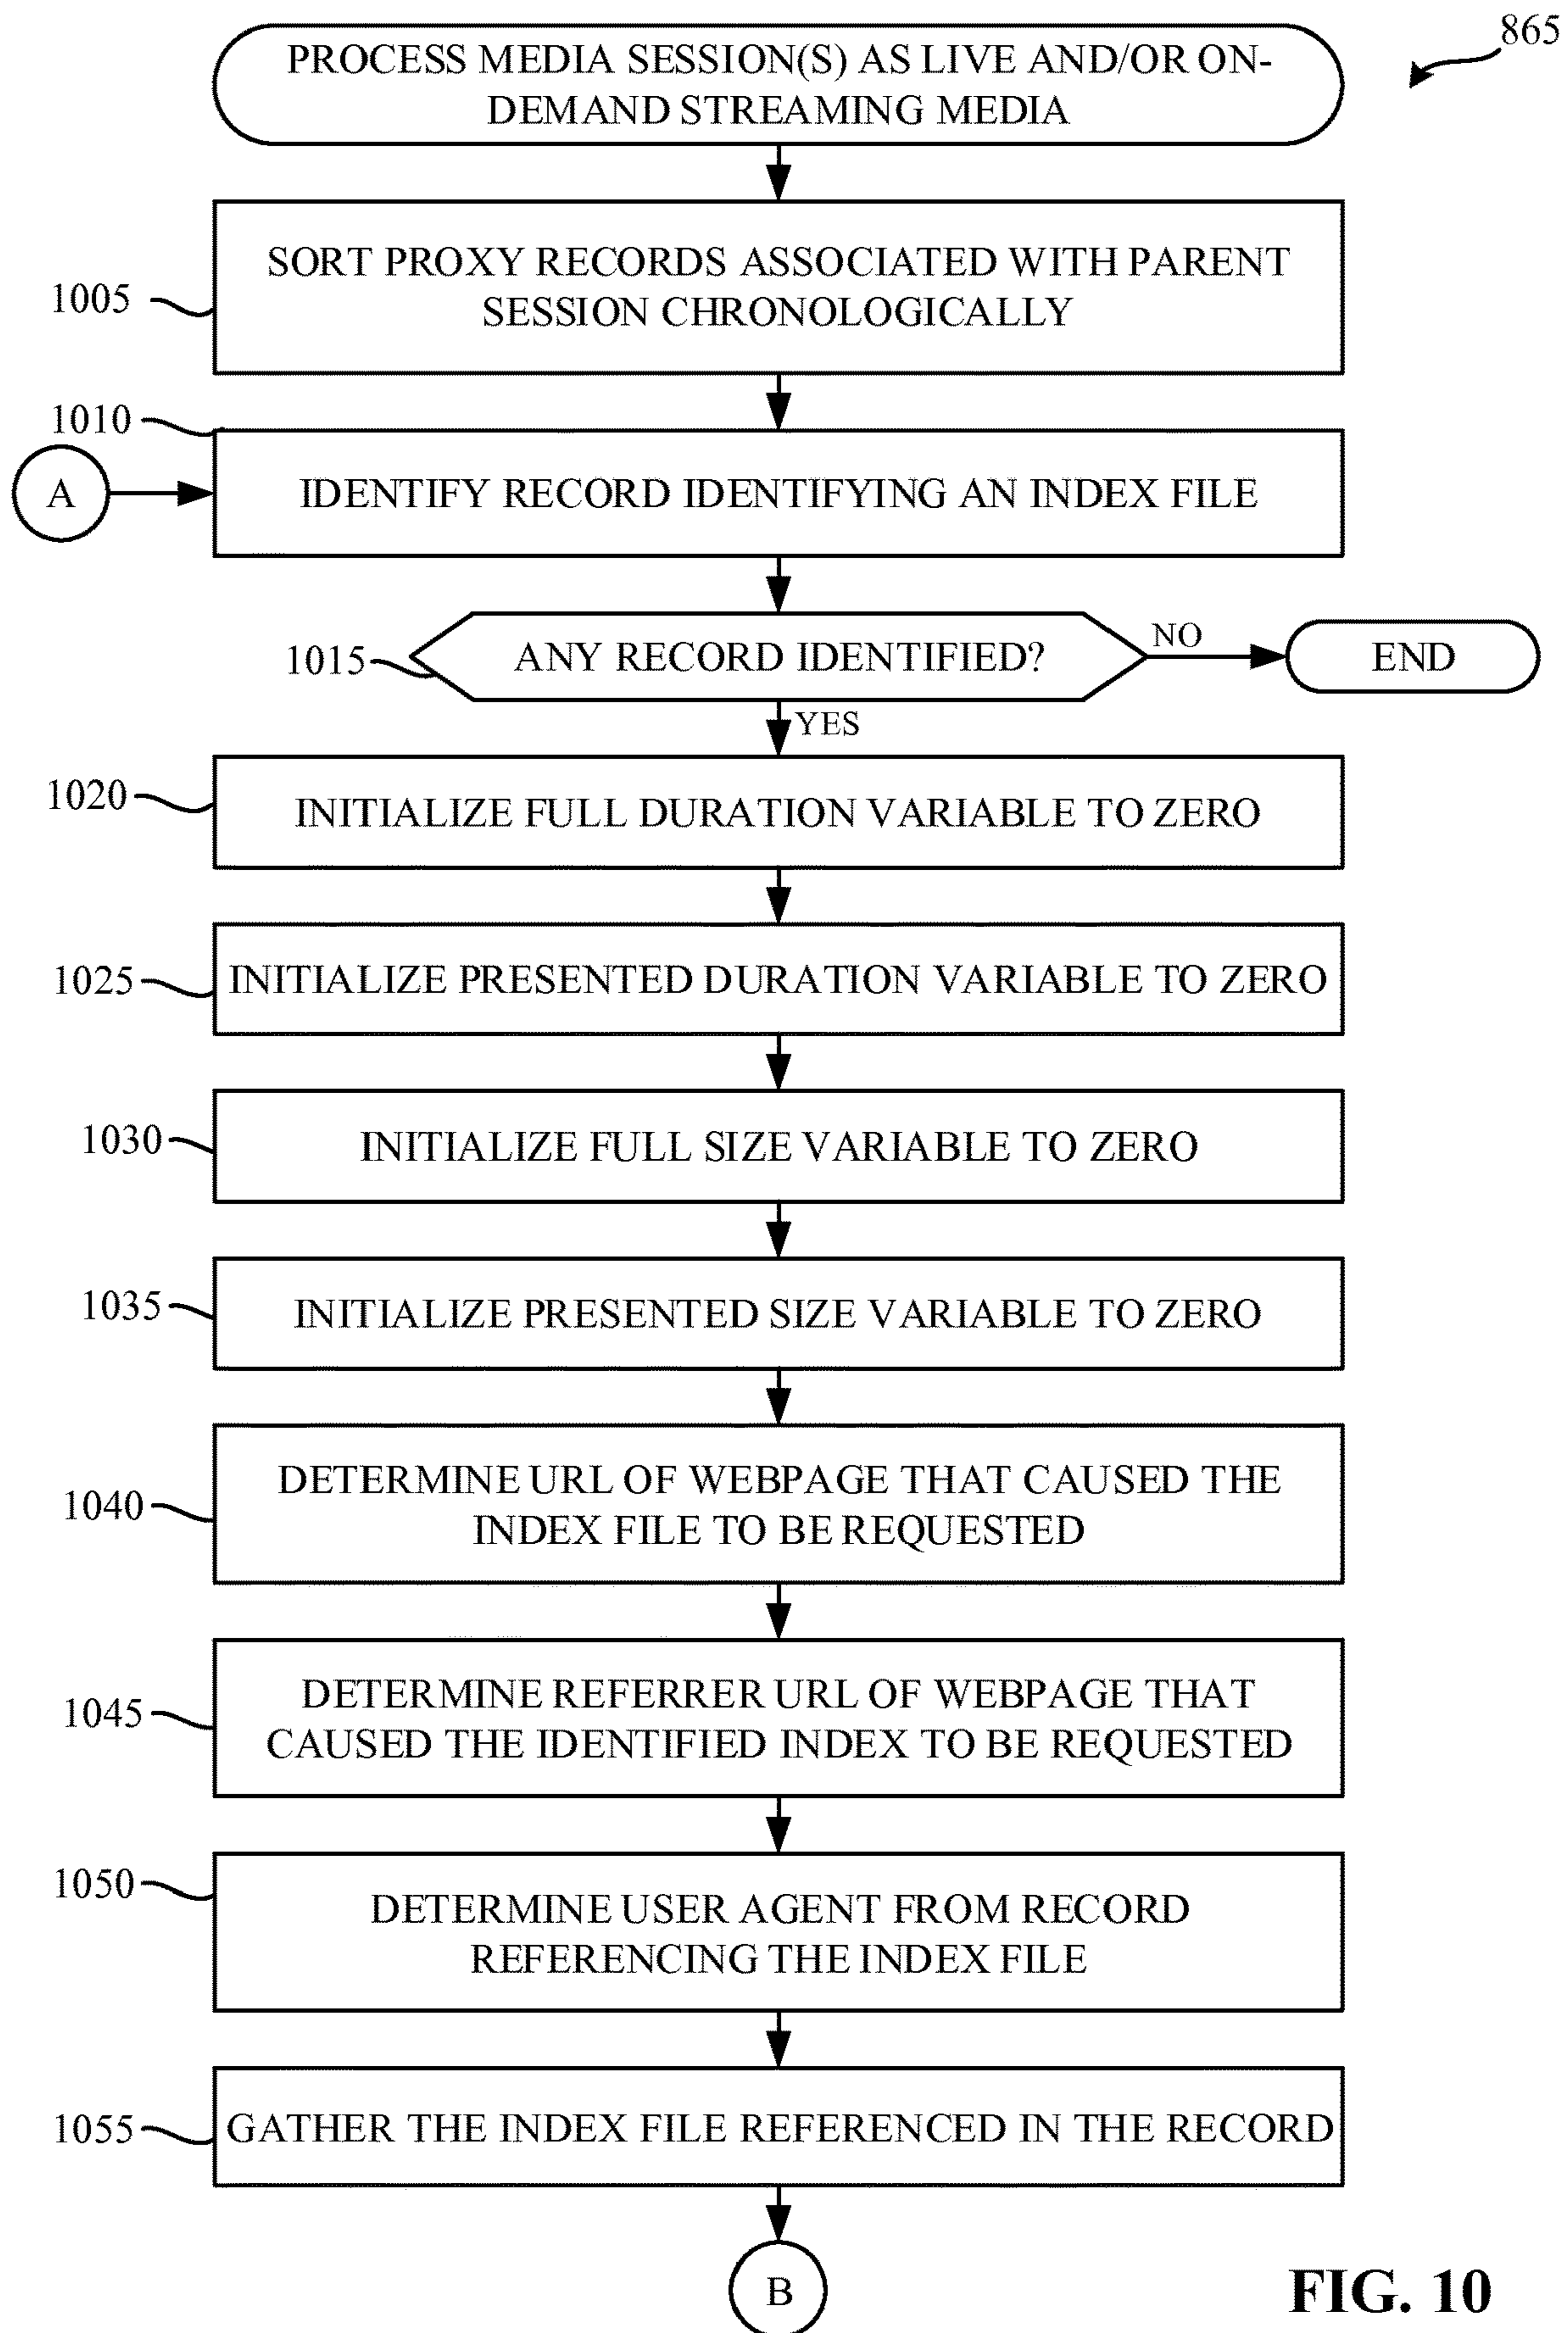 865
PROCESS MEDIA SESSION(S) AS LIVE AND/OR ON-
DEMAND STREAMING MEDIA
1005
SORT PROXY RECORDS ASSOCIATED WITH PARENT
SESSION CHRONOLOGICALLY
1010
A
IDENTIFY RECORD IDENTIFYING AN INDEX FILE
1015
ANY RECORD IDENTIFIED?
NO
END
YES
1020
INITIALIZE FULL DURATION VARIABLE TO ZERO
1025
INITIALIZE PRESENTED DURATION VARIABLE TO ZERO
1030
INITIALIZE FULL SIZE VARIABLE TO ZERO
1035
INITIALIZE PRESENTED SIZE VARIABLE TO ZERO
1040
DETERMINE URL OF WEBPAGE THAT CAUSED THE
INDEX FILE TO BE REQUESTED
1045
DETERMINE REFERRER URL OF WEBPAGE THAT
CAUSED THE IDENTIFIED INDEX TO BE REQUESTED
1050
DETERMINE USER AGENT FROM RECORD
REFERENCING THE INDEX FILE
1055
GATHER THE INDEX FILE REFERENCED IN THE RECORD
B
FIG. 10